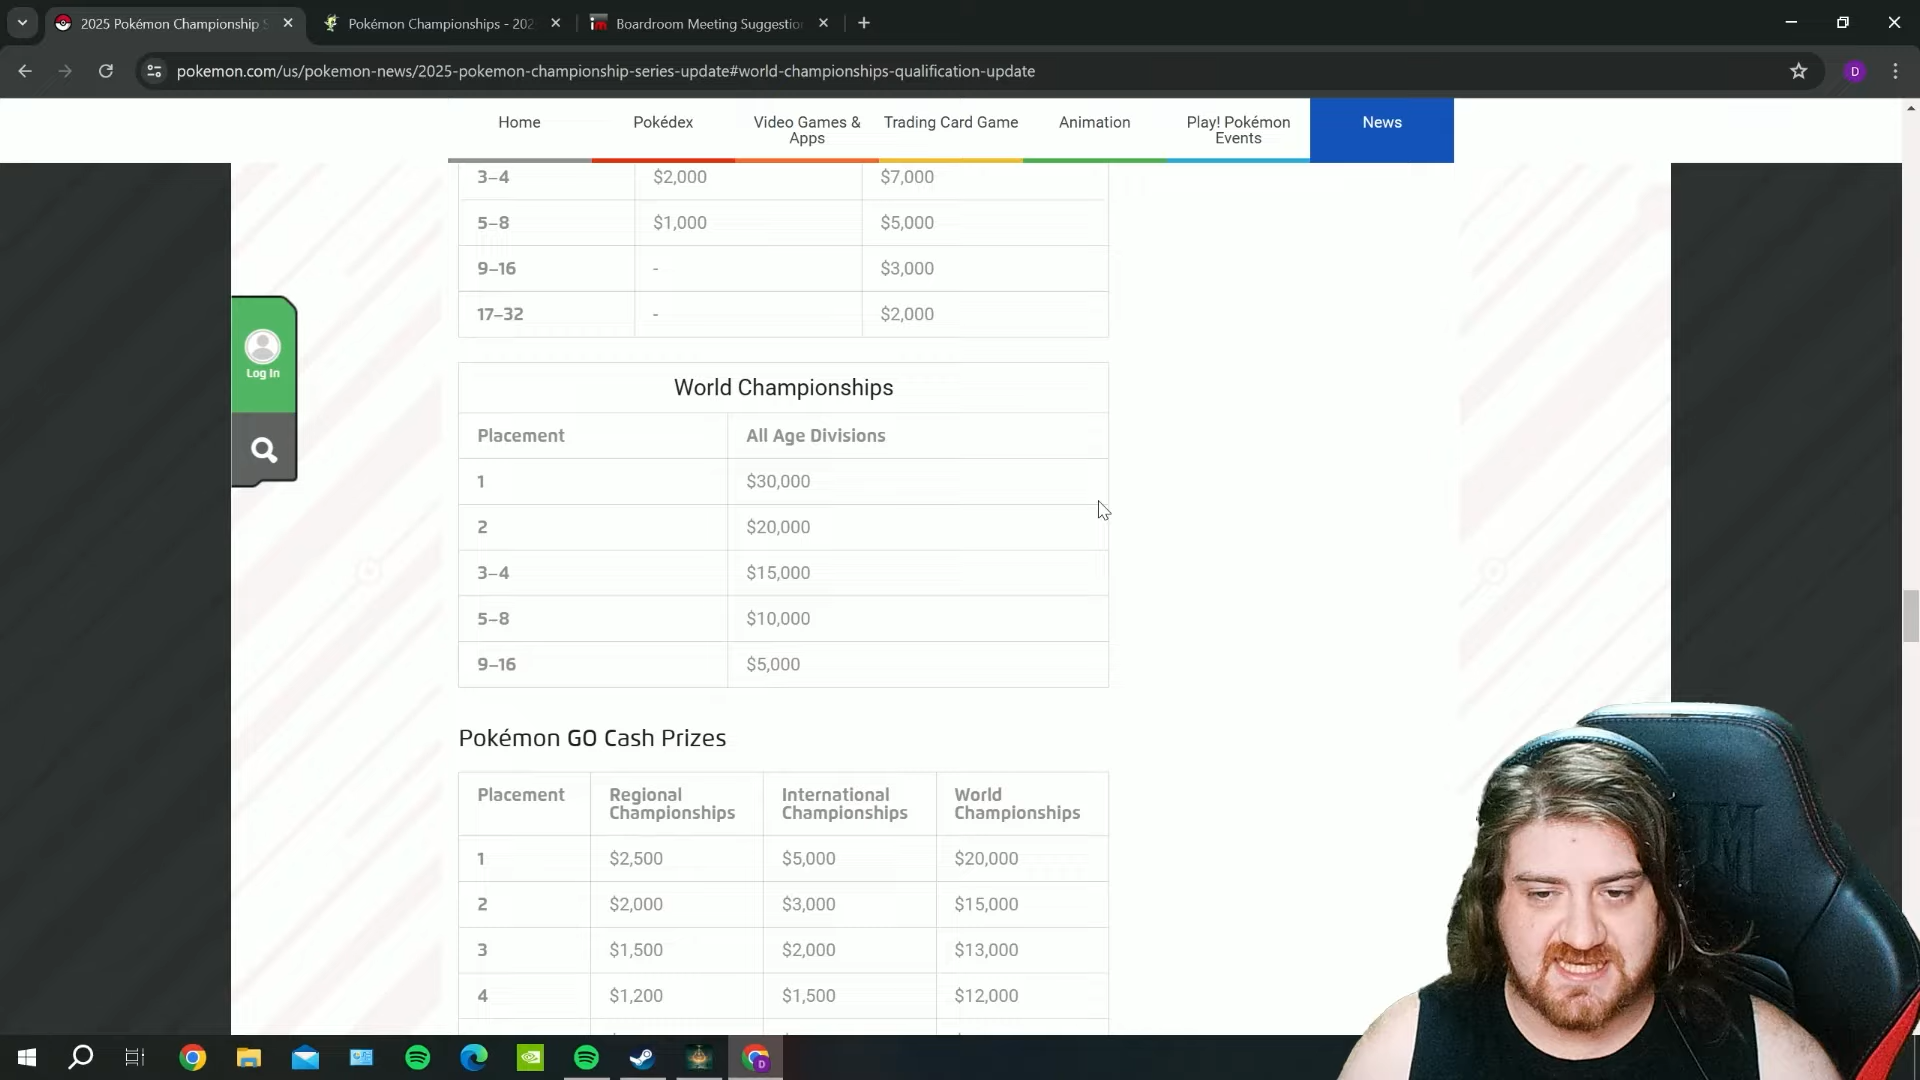 2025 Pokémon Championship S
Pokémon Championships - 202
Boardroom Meeting Suggestio
pokemon.com/us/pokemon-news/2025-pokemon-championship-series-update#world-championships-qualification-update
D
Home
Pokédex
Video Games & Apps
Trading Card Game
Animation
Play! Pokémon Events
News
3–4 $2,000 $7,000
5–8 $1,000 $5,000
9–16 - $3,000
17–32 - $2,000
Log In
World Championships
Placement All Age Divisions
1 $30,000
2 $20,000
3–4 $15,000
5–8 $10,000
9–16 $5,000
Pokémon GO Cash Prizes
Placement Regional Championships International Championships World Championships
1 $2,500 $5,000 $20,000
2 $2,000 $3,000 $15,000
3 $1,500 $2,000 $13,000
4 $1,200 $1,500 $12,000